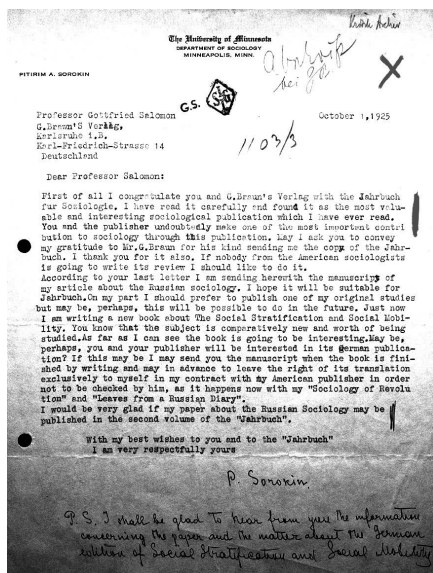 The University of Minnesota
DEPARTMENT OF SOCIOLOGY
MINNEAPOLIS, MINN.
PITIRIM A. SOROKIN
G.S.
Professor Gottfried Salomon October 1,1925
G.Braun'S Verlag,
Karlsruhe i.B.
Karl-Friedrich-Strasse 14
Deutschland
1103/3
Dear Professor Salomon:
First of all I congratulate you and G.Braun's Verlag with the Jahrbuch
fur Soziologie. I have read it carefully and found it as the most valu-
able and interesting sociological publication which I have ever read.
You and the publisher undoubtedly make one of the most important contri
bution to sociology through this publication. May I ask you to convey
my gratitude to Mr.G.Braun for his kind sending me the copy of the Jahr-
buch. I thank you for it also. If nobody from the American sociologists
is going to write its review I should like to do it.
According to your last letter I am sending herewith the manuscript of
my article about the Russian sociology. I hope it will be suitable for
Jahrbuch.On my part I should prefer to publish one of my original studies
but may be, perhaps, this will be possible to do in the future. Just now
I am writing a new book about The Social Stratification and Social Mobi-
lity. You know that the subject is comparatively new and worth of being
studied.As far as I can see the book is going to be interesting.May be,
perhaps, you and your publisher will be interested in its german publica-
tion? If this may be I may send you the manuscript when the book is fini-
shed by writing and may in advance to leave the right of its translation
exclusively to myself in my contract with my American publisher in order
not to be checked by him, as it happens now with my "Sociology of Revolu
tion" and "Leaves from a Russian Diary".
I would be very glad if my paper about the Russian Sociology may be
published in the second volume of the "Jahrbuch".
With my best wishes to you and to the "Jahrbuch"
I am very respectfully yours
P. Sorokin.
P.S. I shall be glad to hear from you the information
concerning the paper and the matter about the German
edition of Social Stratification and Social Mobility